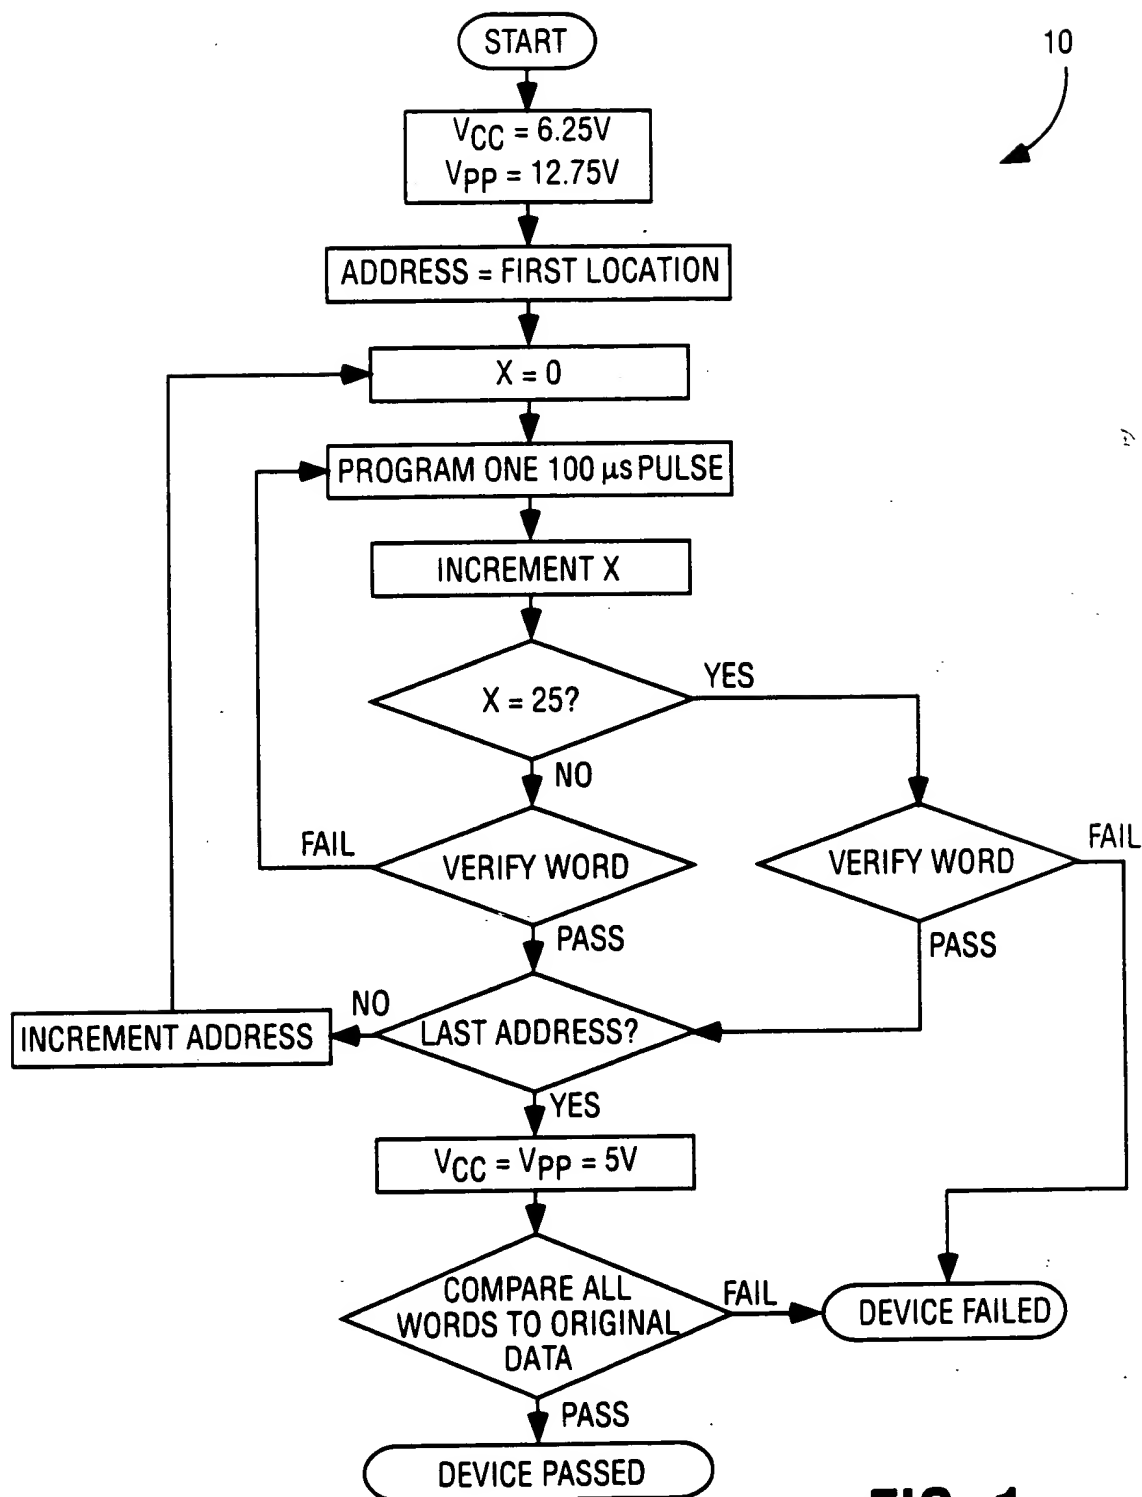 START
10
VCC = 6.25V
VPP = 12.75V
ADDRESS = FIRST LOCATION
X = 0
PROGRAM ONE 100 µs PULSE
INCREMENT X
X = 25?
YES
NO
FAIL
VERIFY WORD
VERIFY WORD
FAIL
PASS
PASS
NO
INCREMENT ADDRESS
LAST ADDRESS?
YES
VCC = VPP = 5V
COMPARE ALL
WORDS TO ORIGINAL
DATA
FAIL
DEVICE FAILED
PASS
DEVICE PASSED
FIG. 1